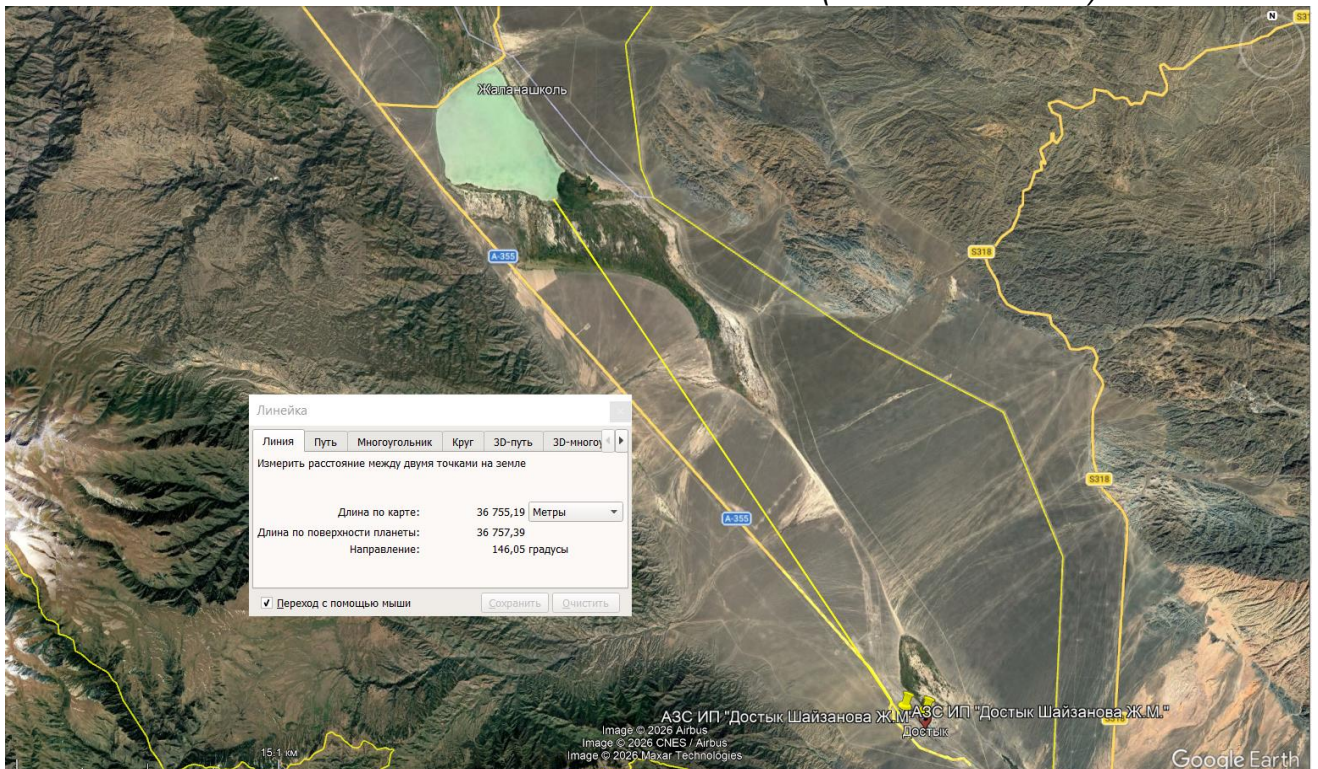 N
S31
Жаланашколь
A-355
S318
Линейка
Линия Путь Многоугольник Круг 3D-путь 3D-многоу
Измерить расстояние между двумя точками на земле
Длина по карте: 36 755,19 Метры
Длина по поверхности планеты: 36 757,39
Направление: 146,05 градусы
Переход с помощью мыши Сохранить Очистить
S318
A-355
АЗС ИП "Достык Шайзанова Ж.М АЗС ИП "Достык Шайзанова Ж.М."
Достык
Image © 2026 Airbus
Image © 2026 CNES / Airbus
Image © 2026 Maxar Technologies
15.1 км
Google Earth